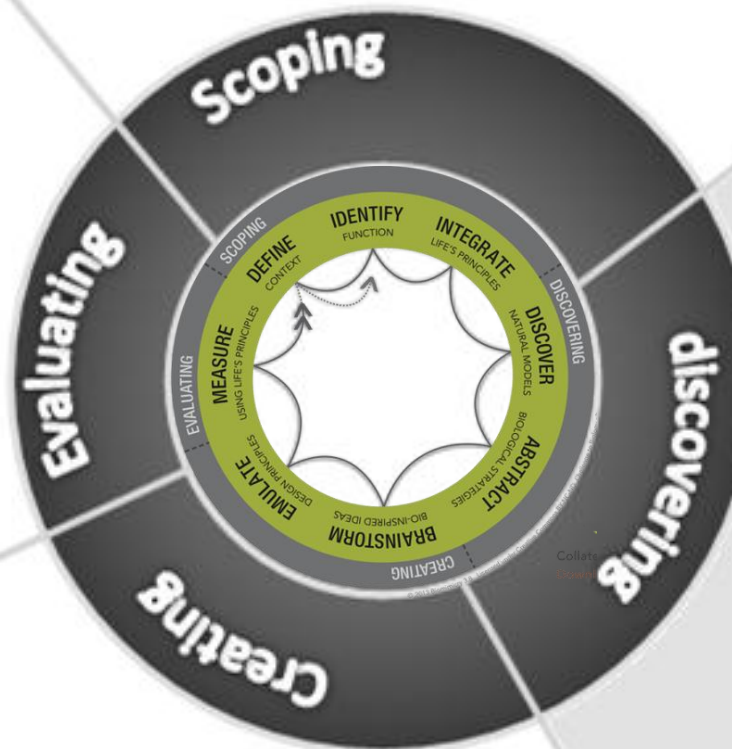 Scoping
discovering
Creating
Evaluating
SCOPING
DEFINE
CONTEXT
IDENTIFY
FUNCTION
INTEGRATE
LIFE'S PRINCIPLES
DISCOVERING
DISCOVER
NATURAL MODELS
ABSTRACT
BIOLOGICAL STRATEGIES
CREATING
BRAINSTORM
BIO-INSPIRED IDEAS
EMULATE
DESIGN PRINCIPLES
EVALUATING
MEASURE
USING LIFE'S PRINCIPLES